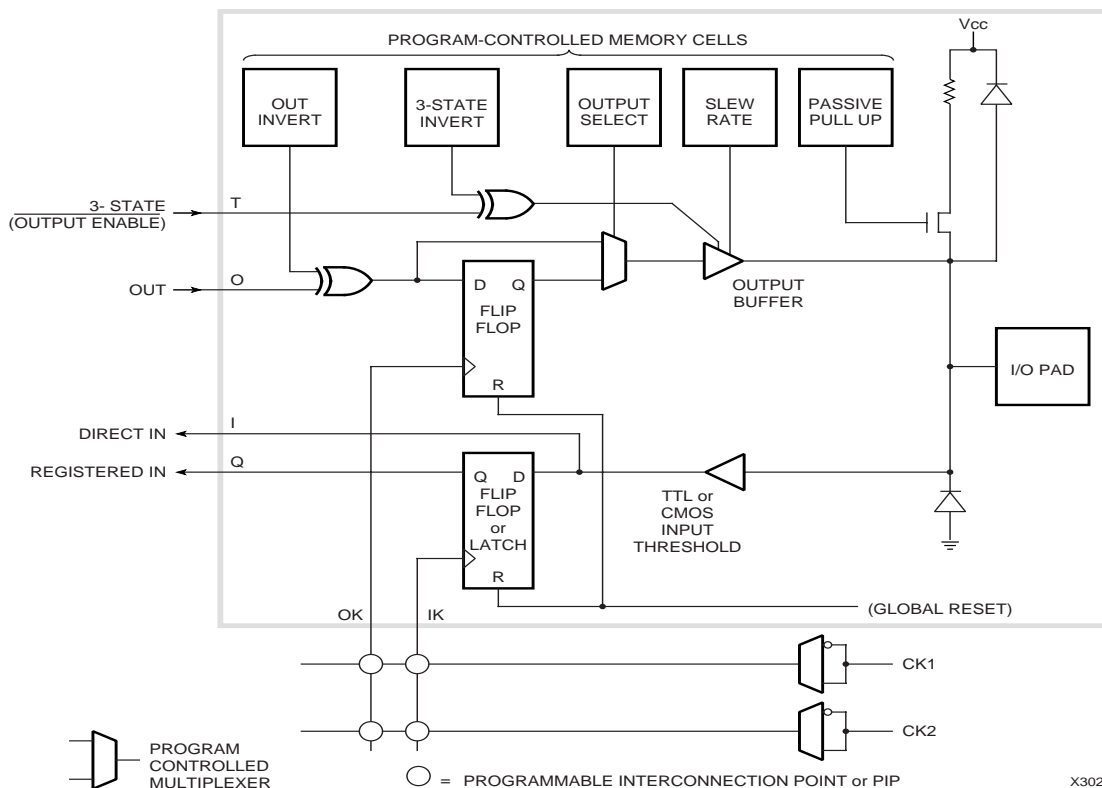 Vcc
PROGRAM-CONTROLLED MEMORY CELLS
OUT
INVERT
3-STATE
INVERT
OUTPUT
SELECT
SLEW
RATE
PASSIVE
PULL UP
3- STATE
(OUTPUT ENABLE)
T
OUT
O
D Q
FLIP
FLOP
R
OUTPUT
BUFFER
I/O PAD
DIRECT IN
I
REGISTERED IN
Q
Q D
FLIP
FLOP
or
LATCH
R
TTL or
CMOS
INPUT
THRESHOLD
OK
IK
(GLOBAL RESET)
CK1
CK2
PROGRAM
CONTROLLED
MULTIPLEXER
= PROGRAMMABLE INTERCONNECTION POINT or PIP
X302